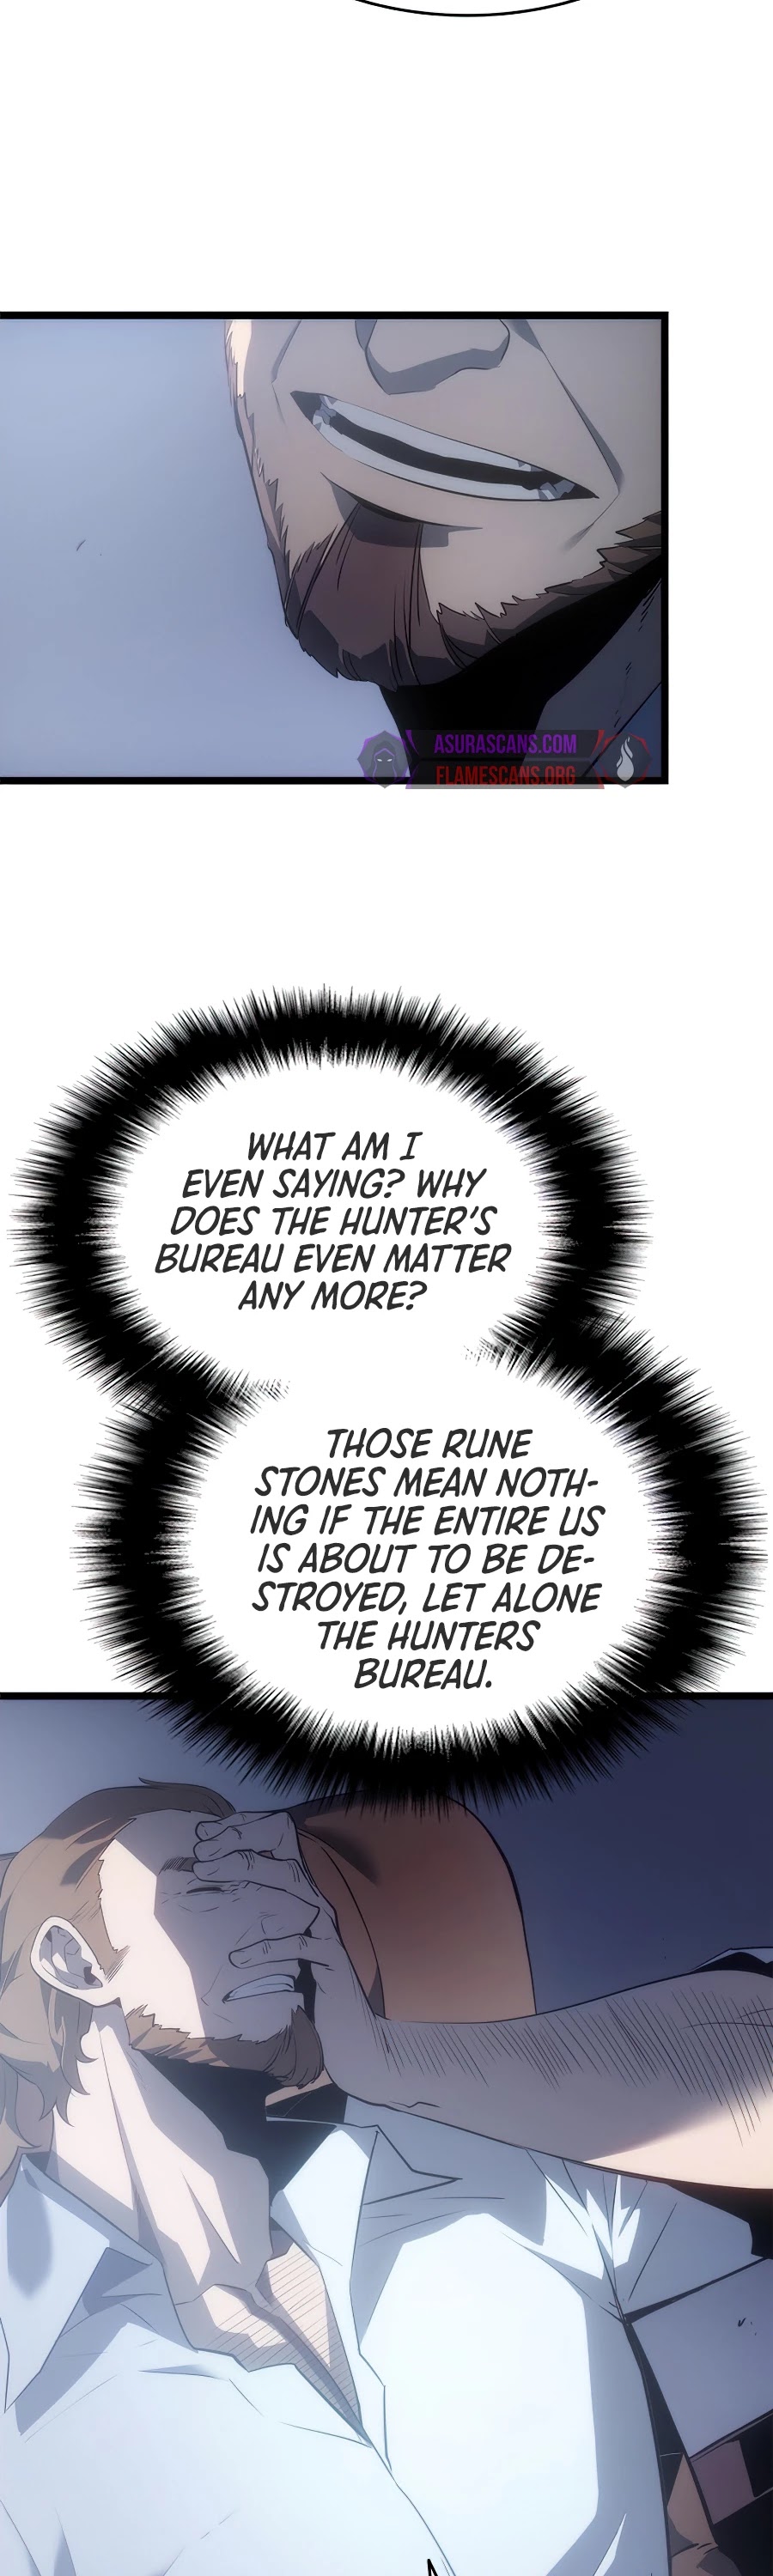 ASURASCANS.COM
FLAMESCANS.ORG
WHAT AM I
EVEN SAYING? WHY
DOES THE HUNTER'S
BUREAU EVEN MATTER
ANY MORE?
THOSE RUNE
STONES MEAN NOTH-
ING IF THE ENTIRE US
IS ABOUT TO BE DE-
STROYED, LET ALONE
THE HUNTERS
BUREAU.